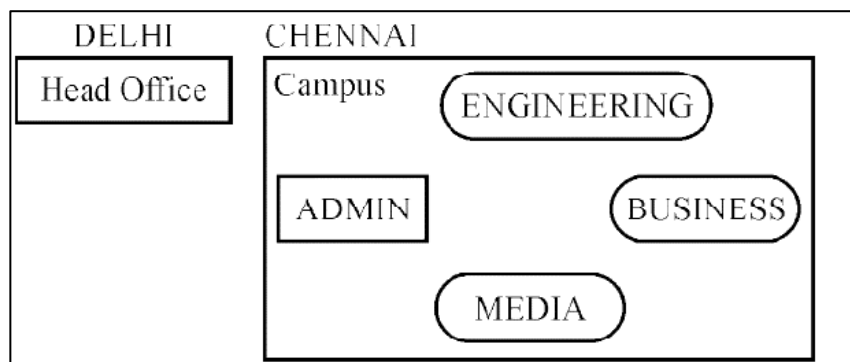 DELHI
CHENNAI
Head Office
Campus
ENGINEERING
ADMIN
BUSINESS
MEDIA